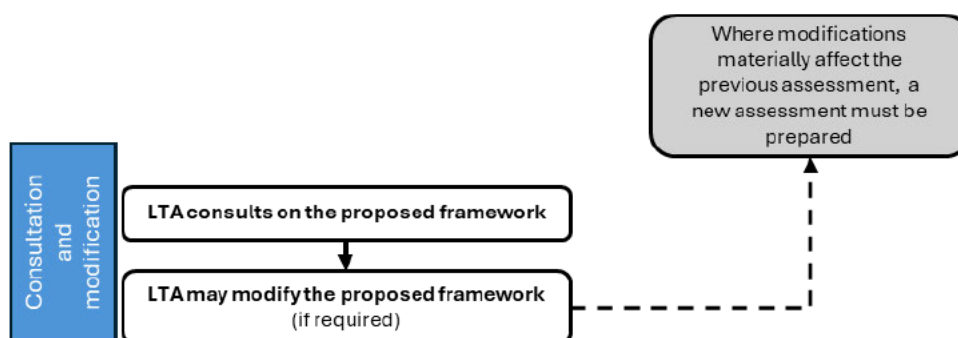 Where modifications
materially affect the
previous assessment, a
new assessment must be
prepared
Consultation
and
modification
LTA consults on the proposed framework
LTA may modify the proposed framework
(if required)